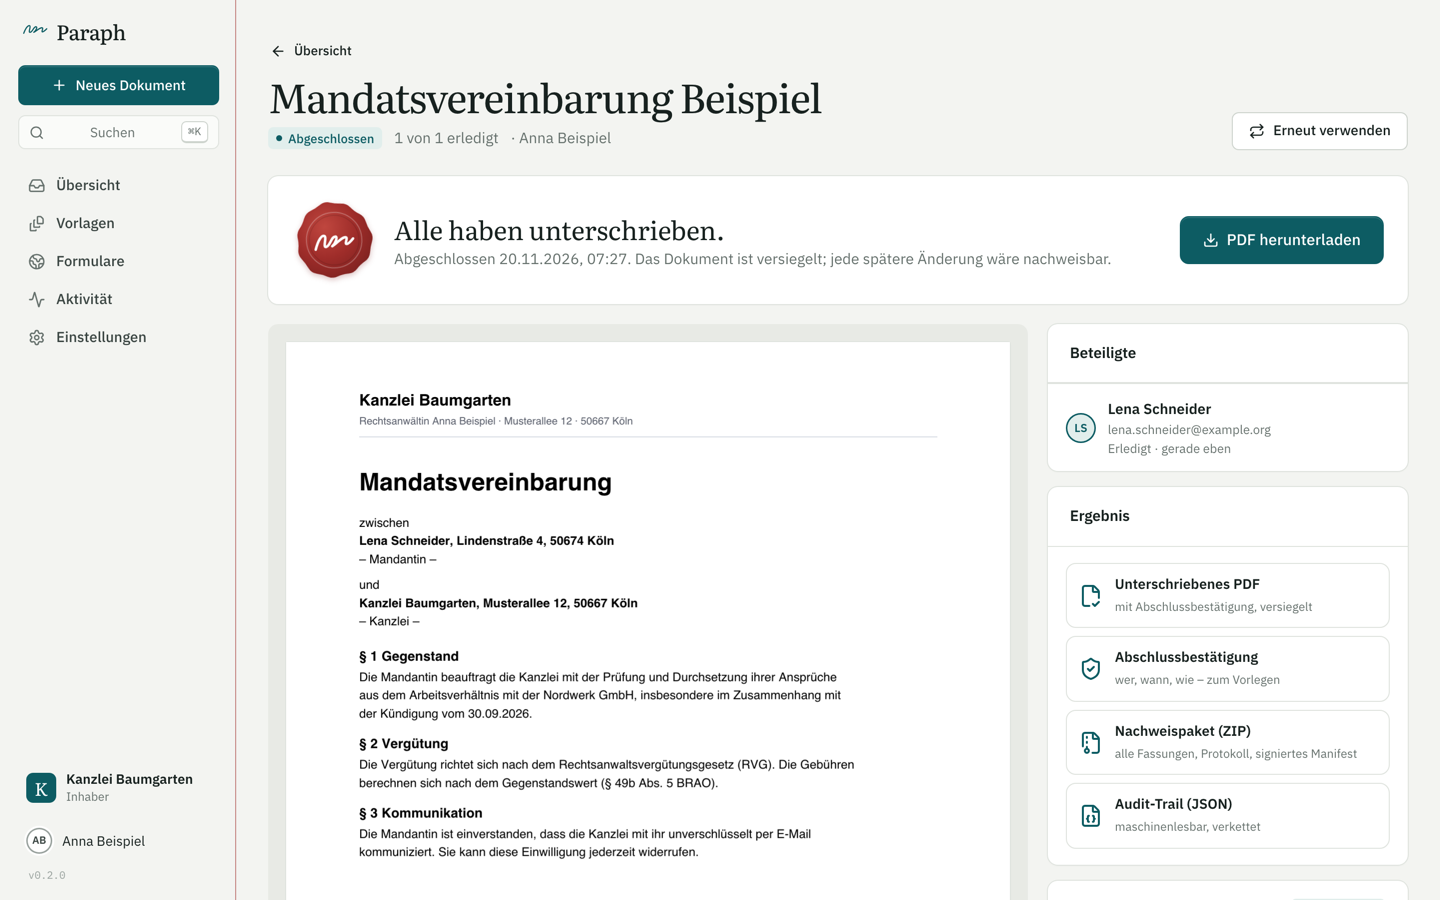 Paraph
Neues Dokument
Suchen
⌘K
Übersicht
Vorlagen
Formulare
Aktivität
Einstellungen
K
Kanzlei Baumgarten
Inhaber
AB
Anna Beispiel
v0.2.0
Übersicht
Mandatsvereinbarung Beispiel
Abgeschlossen 1 von 1 erledigt · Anna Beispiel
Erneut verwenden
Alle haben unterschrieben.
Abgeschlossen 20.11.2026, 07:27. Das Dokument ist versiegelt; jede spätere Änderung wäre nachweisbar.
PDF herunterladen
Kanzlei Baumgarten
Rechtsanwältin Anna Beispiel · Musterallee 12 · 50667 Köln
Mandatsvereinbarung
zwischen
Lena Schneider, Lindenstraße 4, 50674 Köln
– Mandantin –
und
Kanzlei Baumgarten, Musterallee 12, 50667 Köln
– Kanzlei –
§ 1 Gegenstand
Die Mandantin beauftragt die Kanzlei mit der Prüfung und Durchsetzung ihrer Ansprüche
aus dem Arbeitsverhältnis mit der Nordwerk GmbH, insbesondere im Zusammenhang mit
der Kündigung vom 30.09.2026.
§ 2 Vergütung
Die Vergütung richtet sich nach dem Rechtsanwaltsvergütungsgesetz (RVG). Die Gebühren
berechnen sich nach dem Gegenstandswert (§ 49b Abs. 5 BRAO).
§ 3 Kommunikation
Die Mandantin ist einverstanden, dass die Kanzlei mit ihr unverschlüsselt per E-Mail
kommuniziert. Sie kann diese Einwilligung jederzeit widerrufen.
Beteiligte
LS
Lena Schneider
lena.schneider@example.org
Erledigt · gerade eben
Ergebnis
Unterschriebenes PDF
mit Abschlussbestätigung, versiegelt
Abschlussbestätigung
wer, wann, wie – zum Vorlegen
Nachweispaket (ZIP)
alle Fassungen, Protokoll, signiertes Manifest
Audit-Trail (JSON)
maschinenlesbar, verkettet